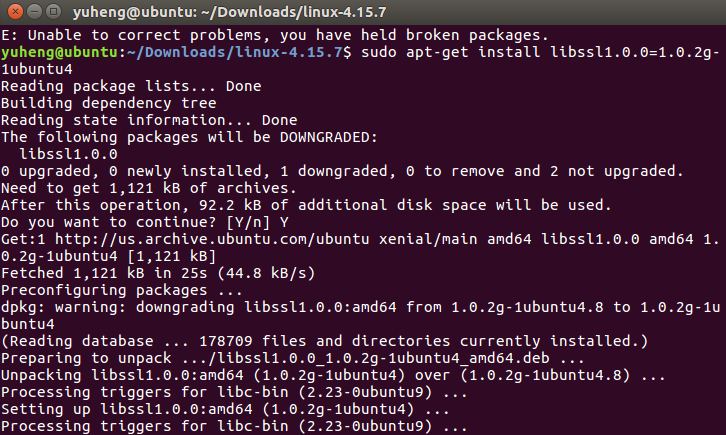 yuheng@ubuntu: ~/Downloads/linux-4.15.7
E: Unable to correct problems, you have held broken packages.
yuheng@ubuntu:~/Downloads/linux-4.15.7$ sudo apt-get install libssl1.0.0=1.0.2g-
1ubuntu4
Reading package lists... Done
Building dependency tree
Reading state information... Done
The following packages will be DOWNGRADED:
  libssl1.0.0
0 upgraded, 0 newly installed, 1 downgraded, 0 to remove and 2 not upgraded.
Need to get 1,121 kB of archives.
After this operation, 92.2 kB of additional disk space will be used.
Do you want to continue? [Y/n] Y
Get:1 http://us.archive.ubuntu.com/ubuntu xenial/main amd64 libssl1.0.0 amd64 1.
0.2g-1ubuntu4 [1,121 kB]
Fetched 1,121 kB in 25s (44.8 kB/s)
Preconfiguring packages ...
dpkg: warning: downgrading libssl1.0.0:amd64 from 1.0.2g-1ubuntu4.8 to 1.0.2g-1u
buntu4
(Reading database ... 178709 files and directories currently installed.)
Preparing to unpack .../libssl1.0.0_1.0.2g-1ubuntu4_amd64.deb ...
Unpacking libssl1.0.0:amd64 (1.0.2g-1ubuntu4) over (1.0.2g-1ubuntu4.8) ...
Processing triggers for libc-bin (2.23-0ubuntu9) ...
Setting up libssl1.0.0:amd64 (1.0.2g-1ubuntu4) ...
Processing triggers for libc-bin (2.23-0ubuntu9) ...